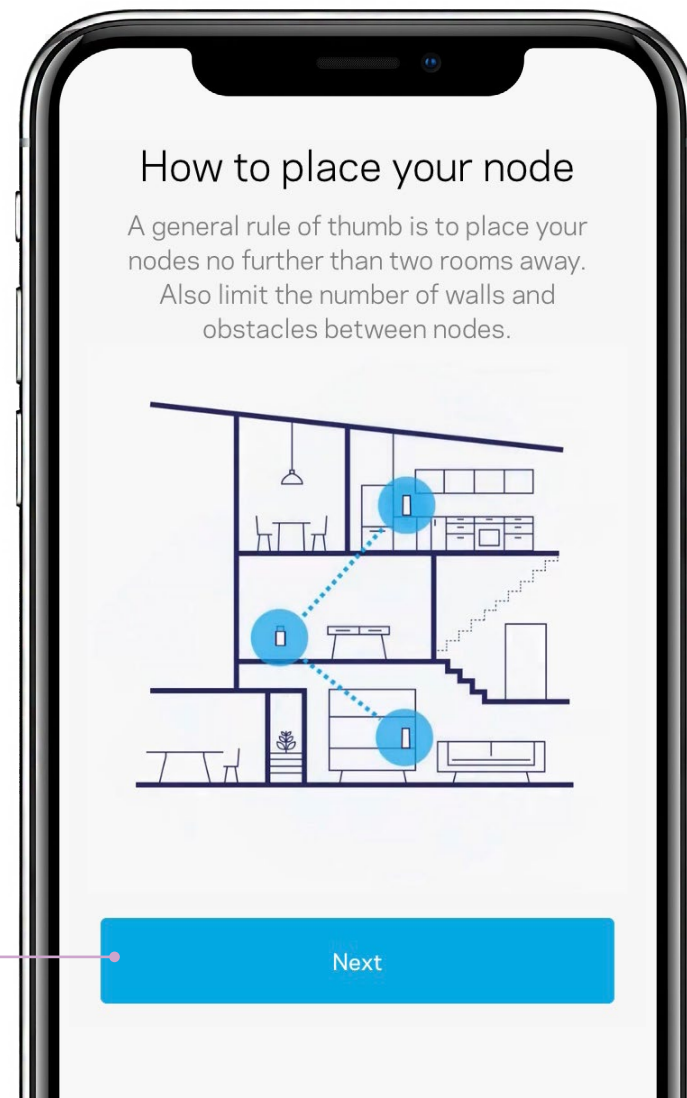 How to place your node
A general rule of thumb is to place your
nodes no further than two rooms away.
Also limit the number of walls and
obstacles between nodes.
Next